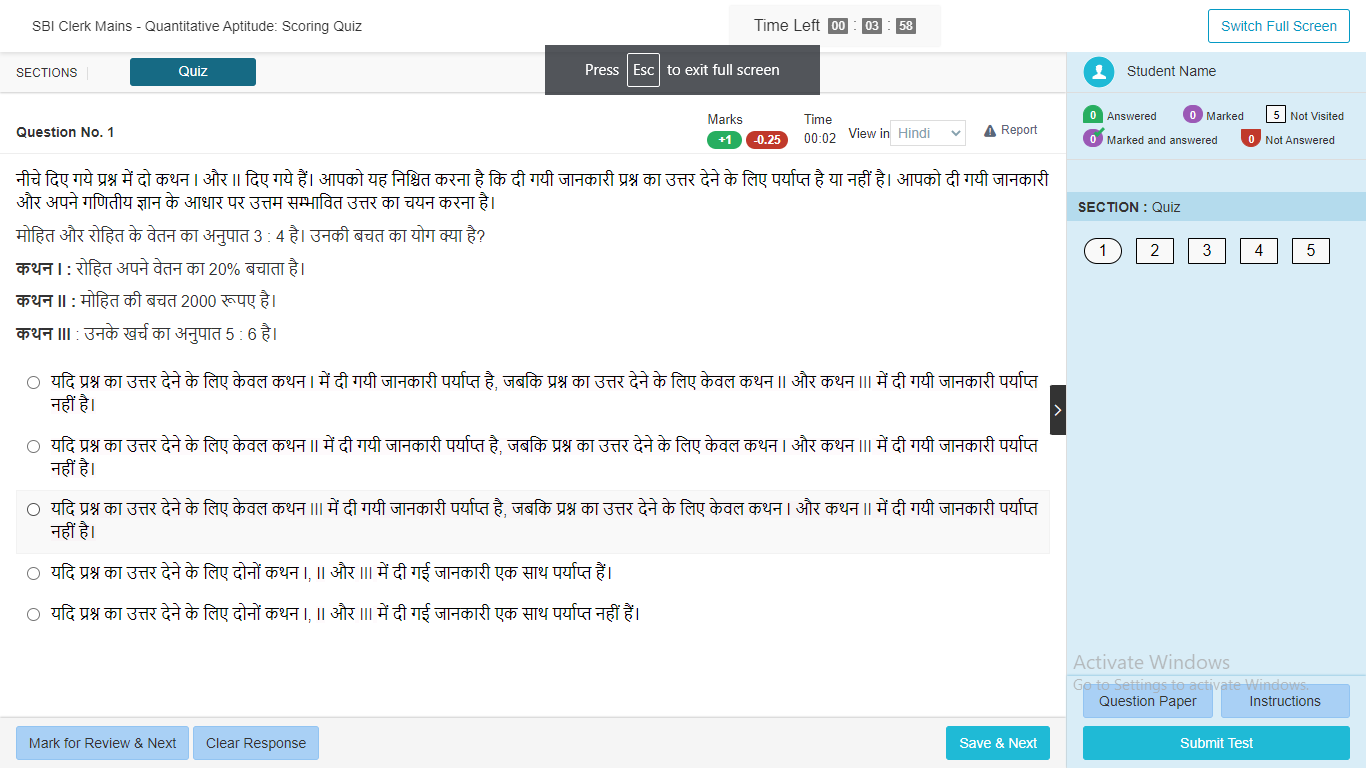 SBI Clerk Mains - Quantitative Aptitude: Scoring Quiz
Time Left 00 : 03 : 58
Switch Full Screen
SECTIONS
Quiz
Press Esc to exit full screen
Student Name
Question No. 1
Marks
+1 -0.25
Time
00:02
View in Hindi
Report
0 Answered
0 Marked
5 Not Visited
0 Marked and answered
0 Not Answered
नीचे दिए गये प्रश्न में दो कथन I और II दिए गये हैं। आपको यह निश्चित करना है कि दी गयी जानकारी प्रश्न का उत्तर देने के लिए पर्याप्त है या नहीं है। आपको दी गयी जानकारी
और अपने गणितीय ज्ञान के आधार पर उत्तम सम्भावित उत्तर का चयन करना है।
मोहित और रोहित के वेतन का अनुपात 3 : 4 है। उनकी बचत का योग क्या है?
कथन I : रोहित अपने वेतन का 20% बचाता है।
कथन II : मोहित की बचत 2000 रूपए है।
कथन III : उनके खर्च का अनुपात 5 : 6 है।
यदि प्रश्न का उत्तर देने के लिए केवल कथन I में दी गयी जानकारी पर्याप्त है, जबकि प्रश्न का उत्तर देने के लिए केवल कथन II और कथन III में दी गयी जानकारी पर्याप्त
नहीं है।
यदि प्रश्न का उत्तर देने के लिए केवल कथन II में दी गयी जानकारी पर्याप्त है, जबकि प्रश्न का उत्तर देने के लिए केवल कथन I और कथन III में दी गयी जानकारी पर्याप्त
नहीं है।
यदि प्रश्न का उत्तर देने के लिए केवल कथन III में दी गयी जानकारी पर्याप्त है, जबकि प्रश्न का उत्तर देने के लिए केवल कथन I और कथन II में दी गयी जानकारी पर्याप्त
नहीं है।
यदि प्रश्न का उत्तर देने के लिए दोनों कथन I, II और III में दी गई जानकारी एक साथ पर्याप्त हैं।
यदि प्रश्न का उत्तर देने के लिए दोनों कथन I, II और III में दी गई जानकारी एक साथ पर्याप्त नहीं हैं।
SECTION : Quiz
1 2 3 4 5
Activate Windows
Go to Settings to activate Windows.
Question Paper
Instructions
Mark for Review & Next
Clear Response
Save & Next
Submit Test